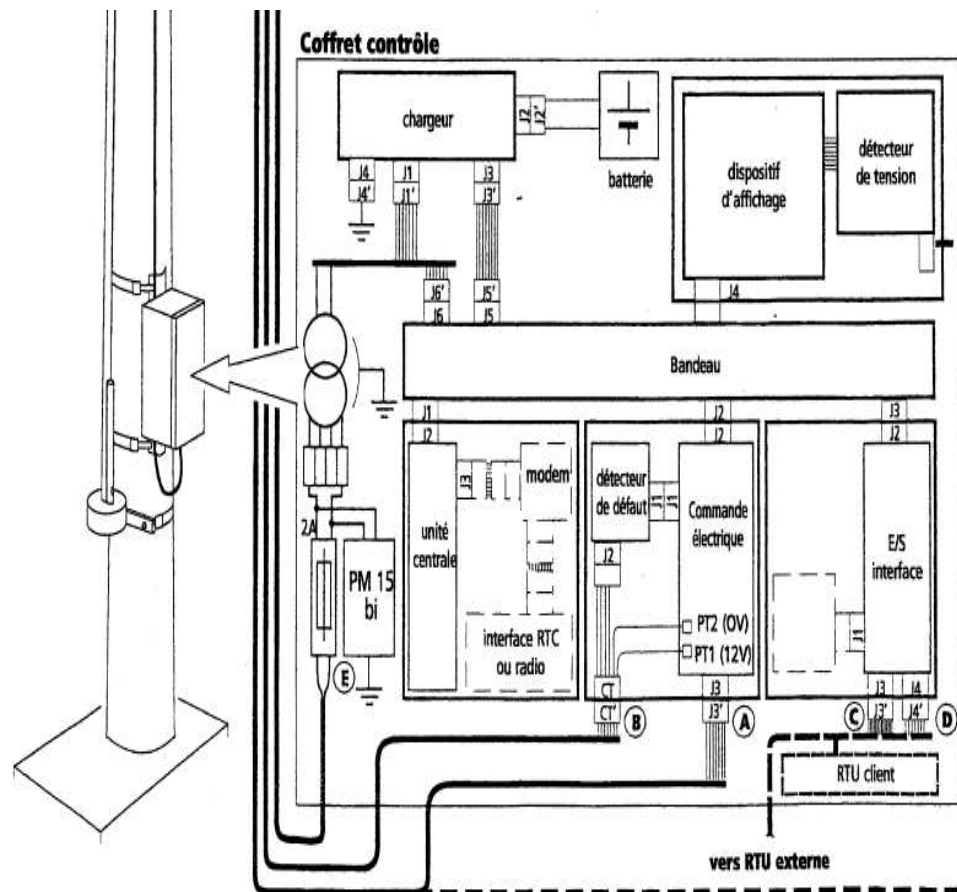 Coffret contrôle
chargeur
J2
J2'
batterie
J4
J4'
J1
J1'
J3
J3'
dispositif
d'affichage
détecteur
de tension
J4
J6'
J6
J5'
J5
Bandeau
J1
J2
J2
J2
J3
J2
unité
centrale
J3
modem
interface RTC
ou radio
détecteur
de défaut
J1
J1
J2
Commande
électrique
PT2 (0V)
PT1 (12V)
CT
CT'
B
J3
J3'
A
E/S
interface
J1
J3
J3'
C
J4
J4'
D
2A
PM 15
bi
E
RTU client
vers RTU externe